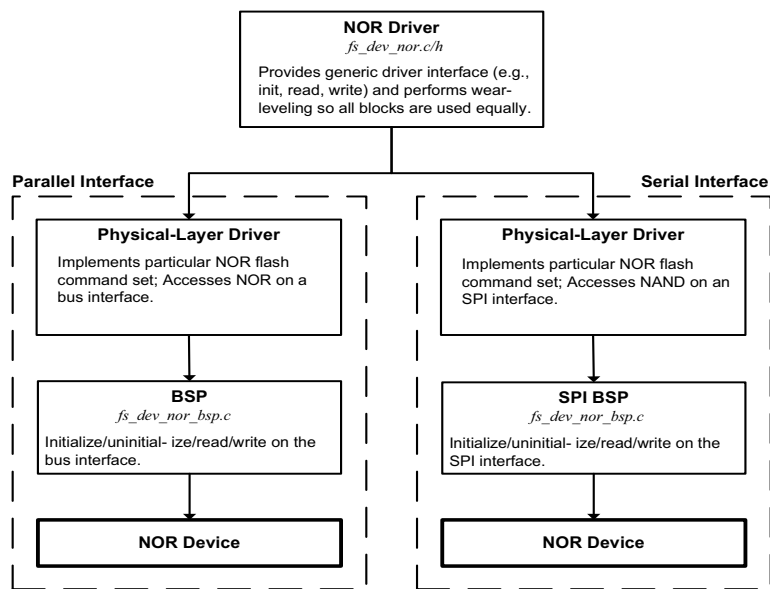 NOR Driver
fs_dev_nor.c/h
Provides generic driver interface (e.g.,
init, read, write) and performs wear-
leveling so all blocks are used equally.
Parallel Interface
Serial Interface
Physical-Layer Driver
Implements particular NOR flash
command set; Accesses NOR on a
bus interface.
Physical-Layer Driver
Implements particular NOR flash
command set; Accesses NAND on an
SPI interface.
BSP
fs_dev_nor_bsp.c
Initialize/uninitial- ize/read/write on the
bus interface.
SPI BSP
fs_dev_nor_bsp.c
Initialize/uninitial- ize/read/write on the
SPI interface.
NOR Device
NOR Device